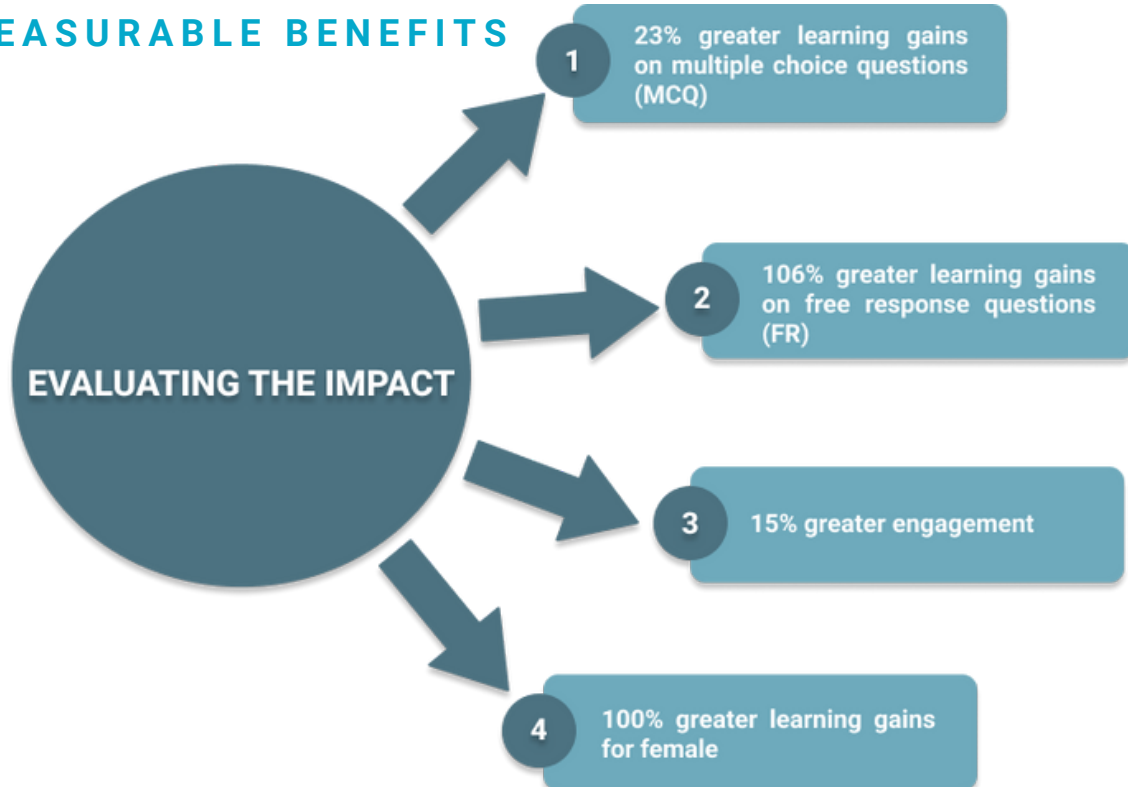 EASURABLE BENEFITS
1
23% greater learning gains
on multiple choice questions
(MCQ)
2
106% greater learning gains
on free response questions
(FR)
EVALUATING THE IMPACT
3
15% greater engagement
4
100% greater learning gains
for female